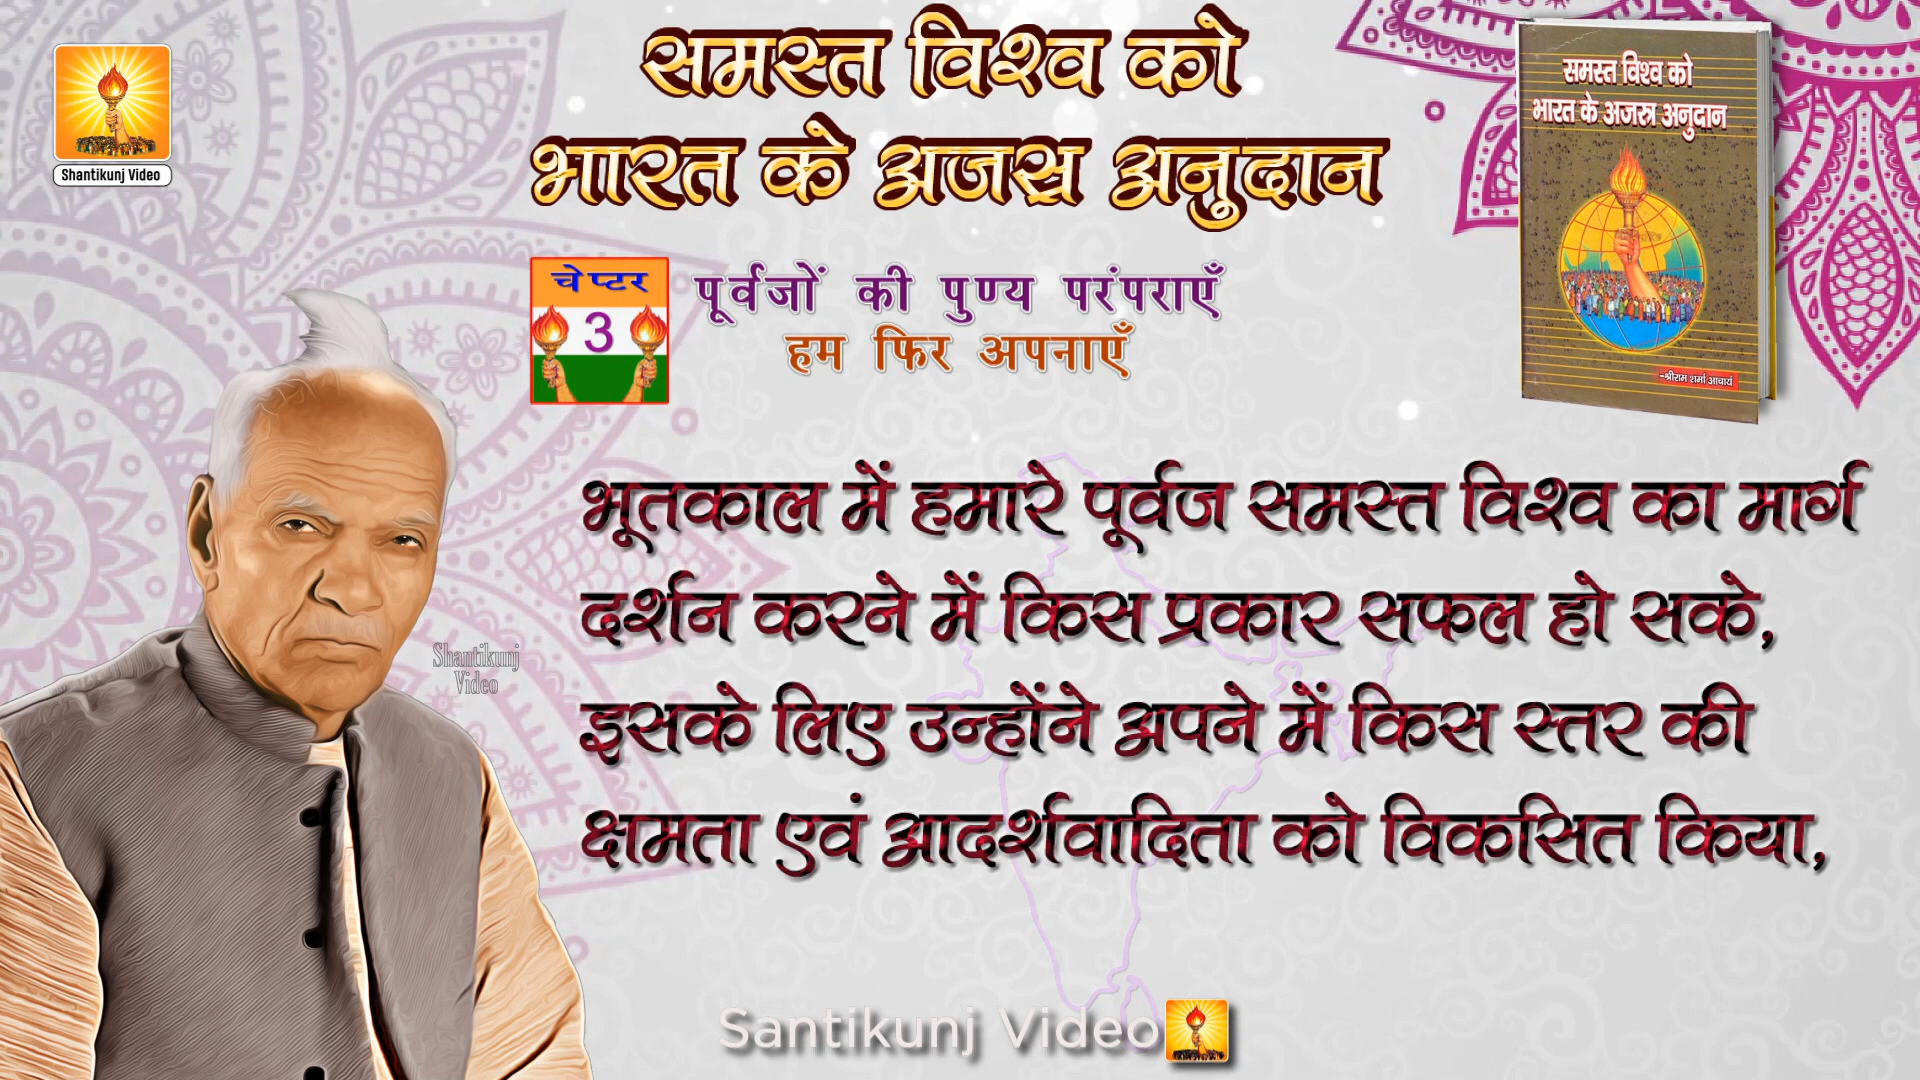 समस्त विश्व को
भारत के अजस्र अनुदान
Shantikunj Video
समस्त विश्व को
भारत के अजस्र अनुदान
-श्रीराम शर्मा आचार्य
चेप्टर
3
पूर्वजों की पुण्य परंपराएँ
हम फिर अपनाएँ
भूतकाल में हमारे पूर्वज समस्त विश्व का मार्ग
दर्शन करने में किस प्रकार सफल हो सके,
इसके लिए उन्होंने अपने में किस स्तर की
क्षमता एवं आदर्शवादिता को विकसित किया,
Shantikunj
Video
Santikunj Video